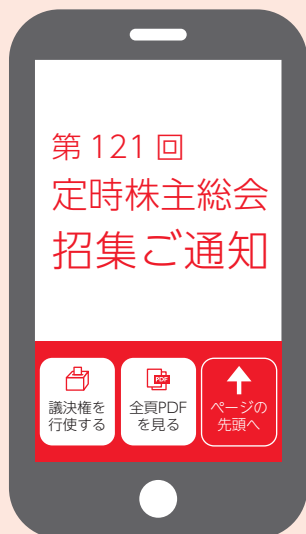 第 121 回
定時株主総会
招集ご通知
PDF
議決権を
行使する
全頁PDF
を見る
ページの
先頭へ